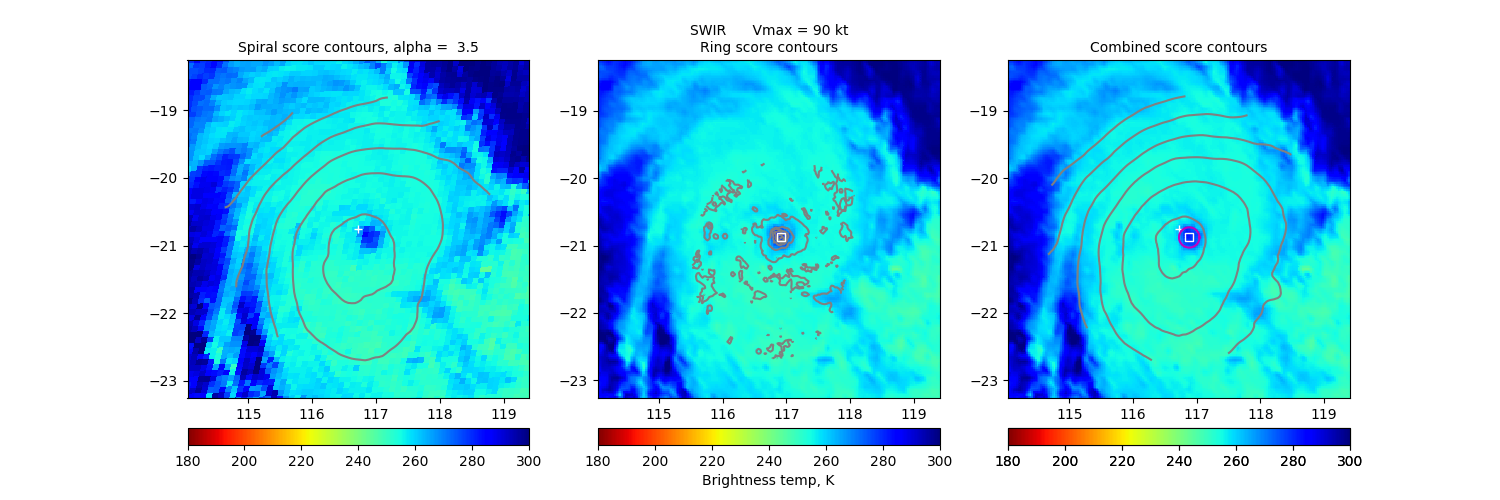 SWIR Vmax = 90 kt
Spiral score contours, alpha = 3.5
Ring score contours
Combined score contours
−19 −20 −21 −22 −23
115 116 117 118 119
180 200 220 240 260 280 300
−19 −20 −21 −22 −23
115 116 117 118 119
180 200 220 240 260 280 300
Brightness temp, K
−19 −20 −21 −22 −23
115 116 117 118 119
180 200 220 240 260 280 300